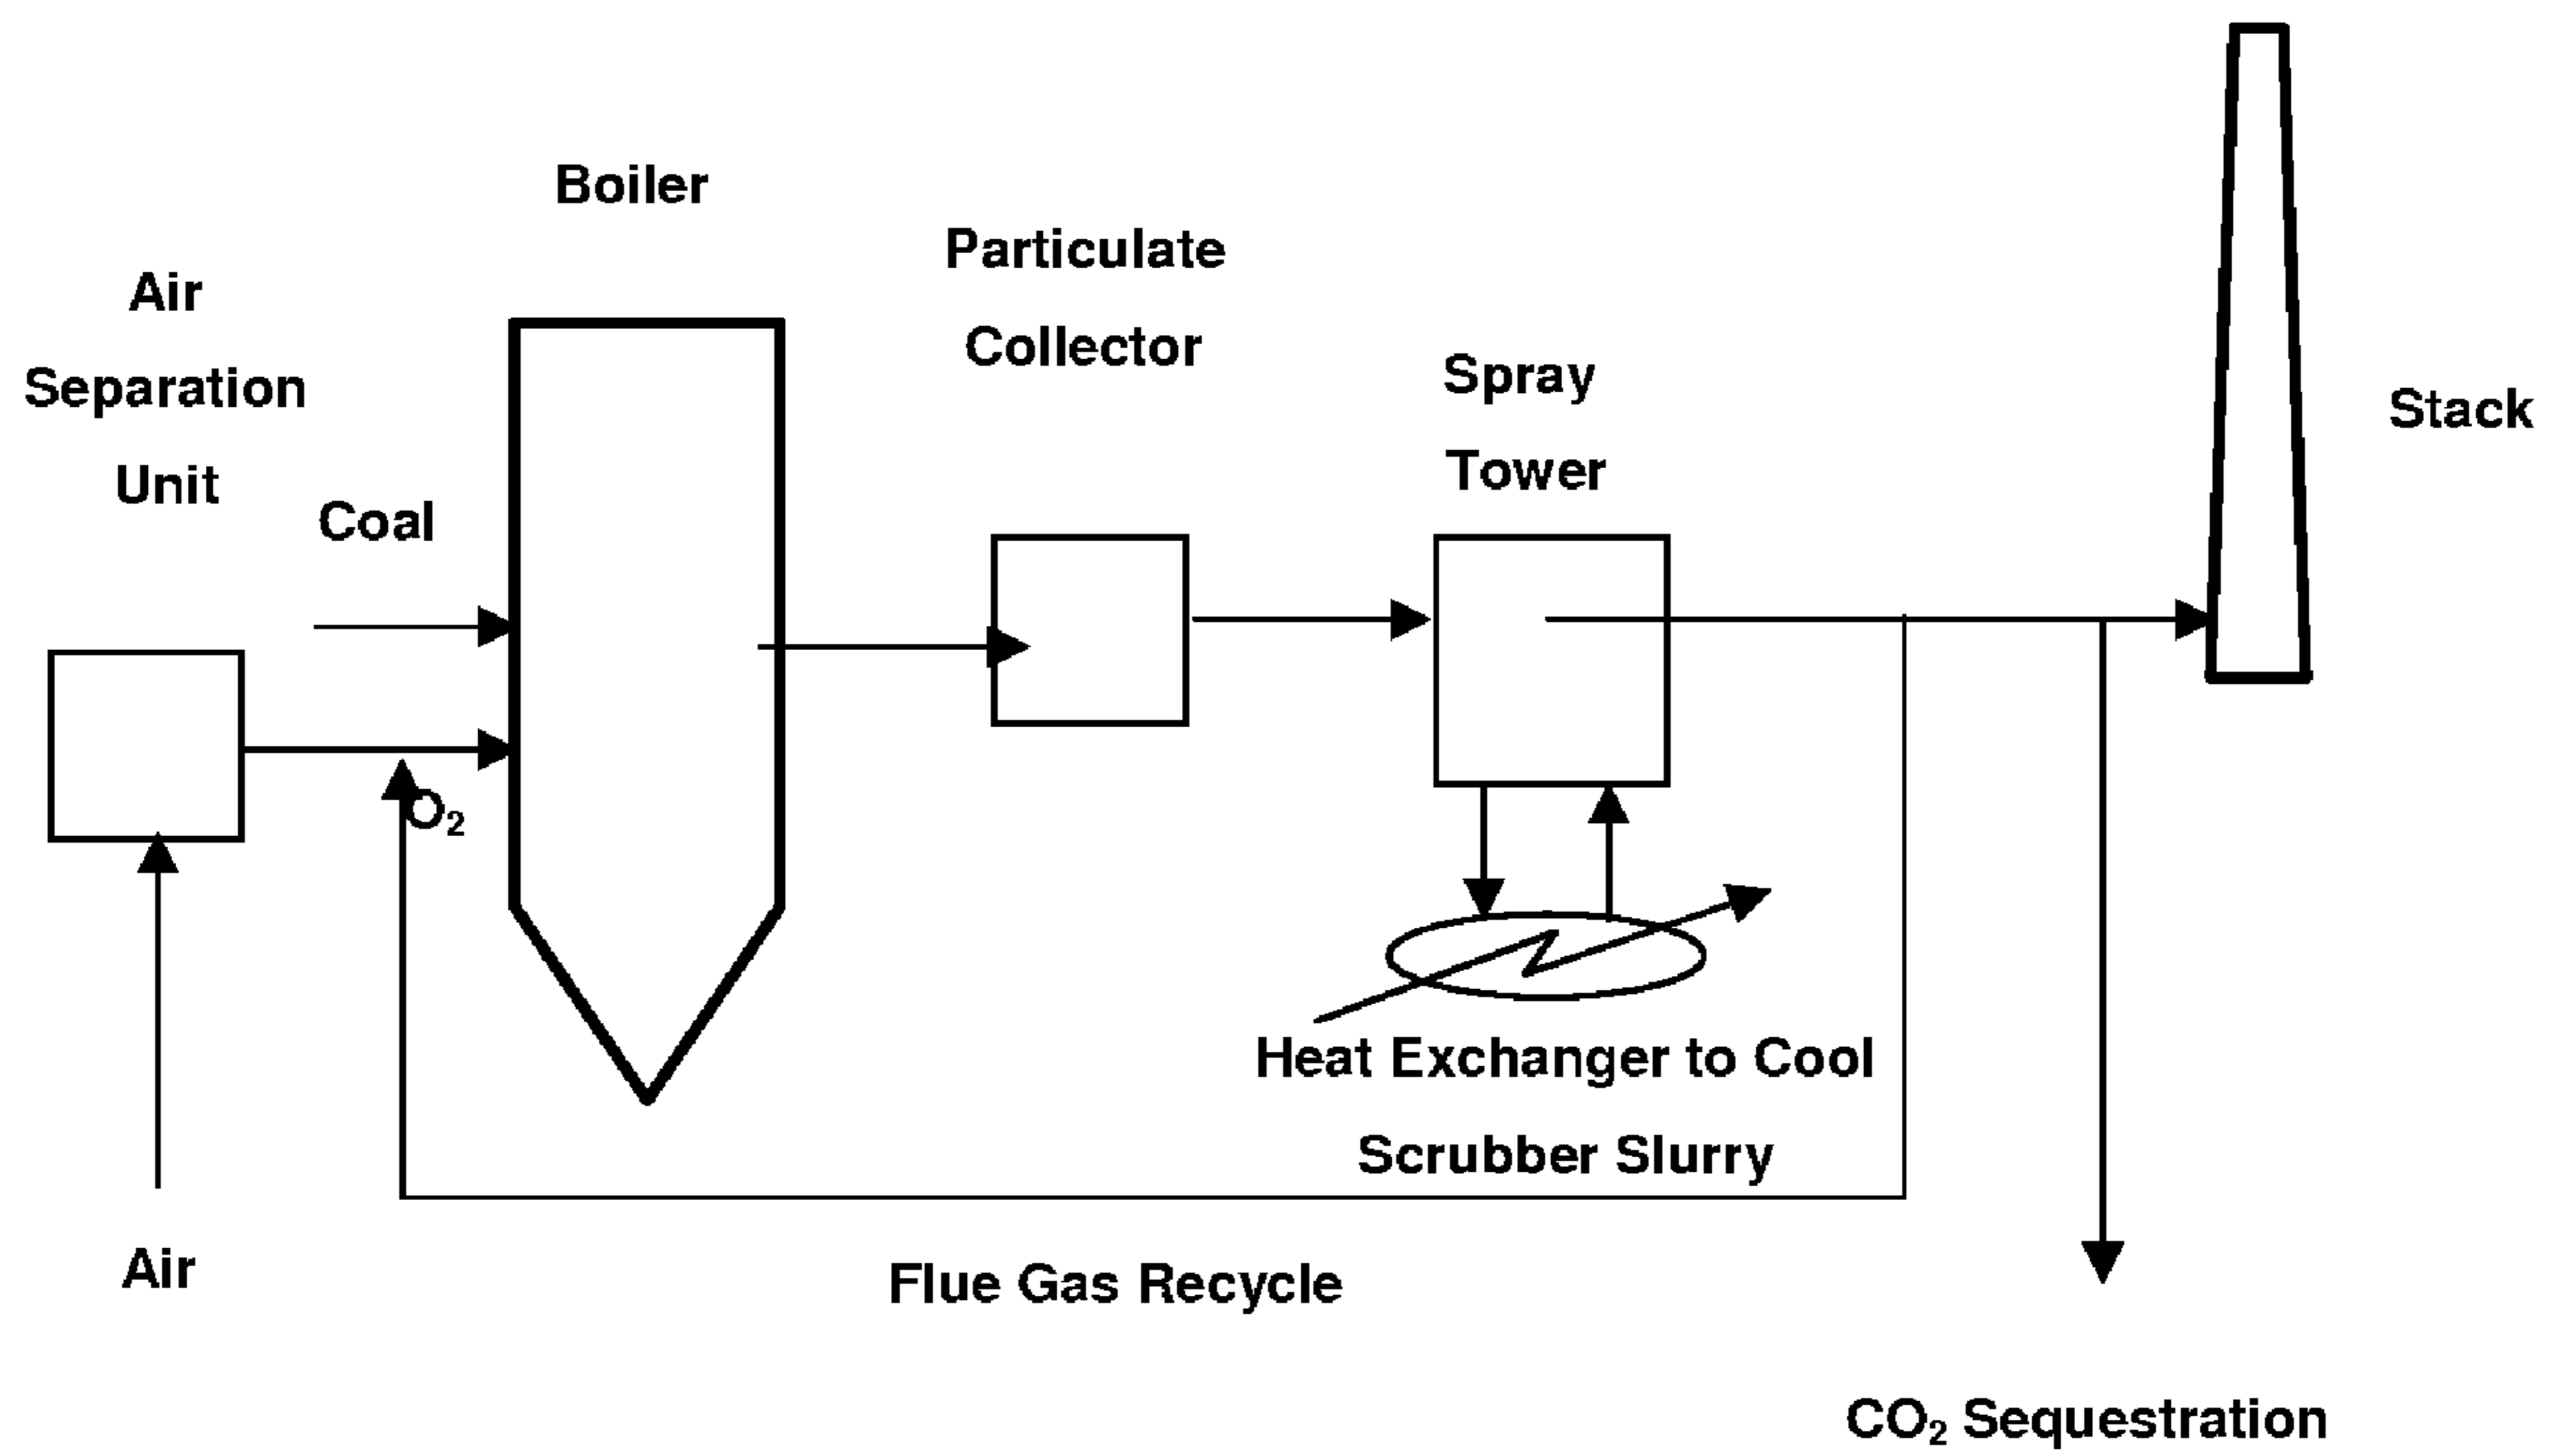 Boiler
Air
Separation
Unit
Coal
Particulate
Collector
Spray
Tower
Stack
O₂
Heat Exchanger to Cool
Scrubber Slurry
Air
Flue Gas Recycle
CO₂ Sequestration